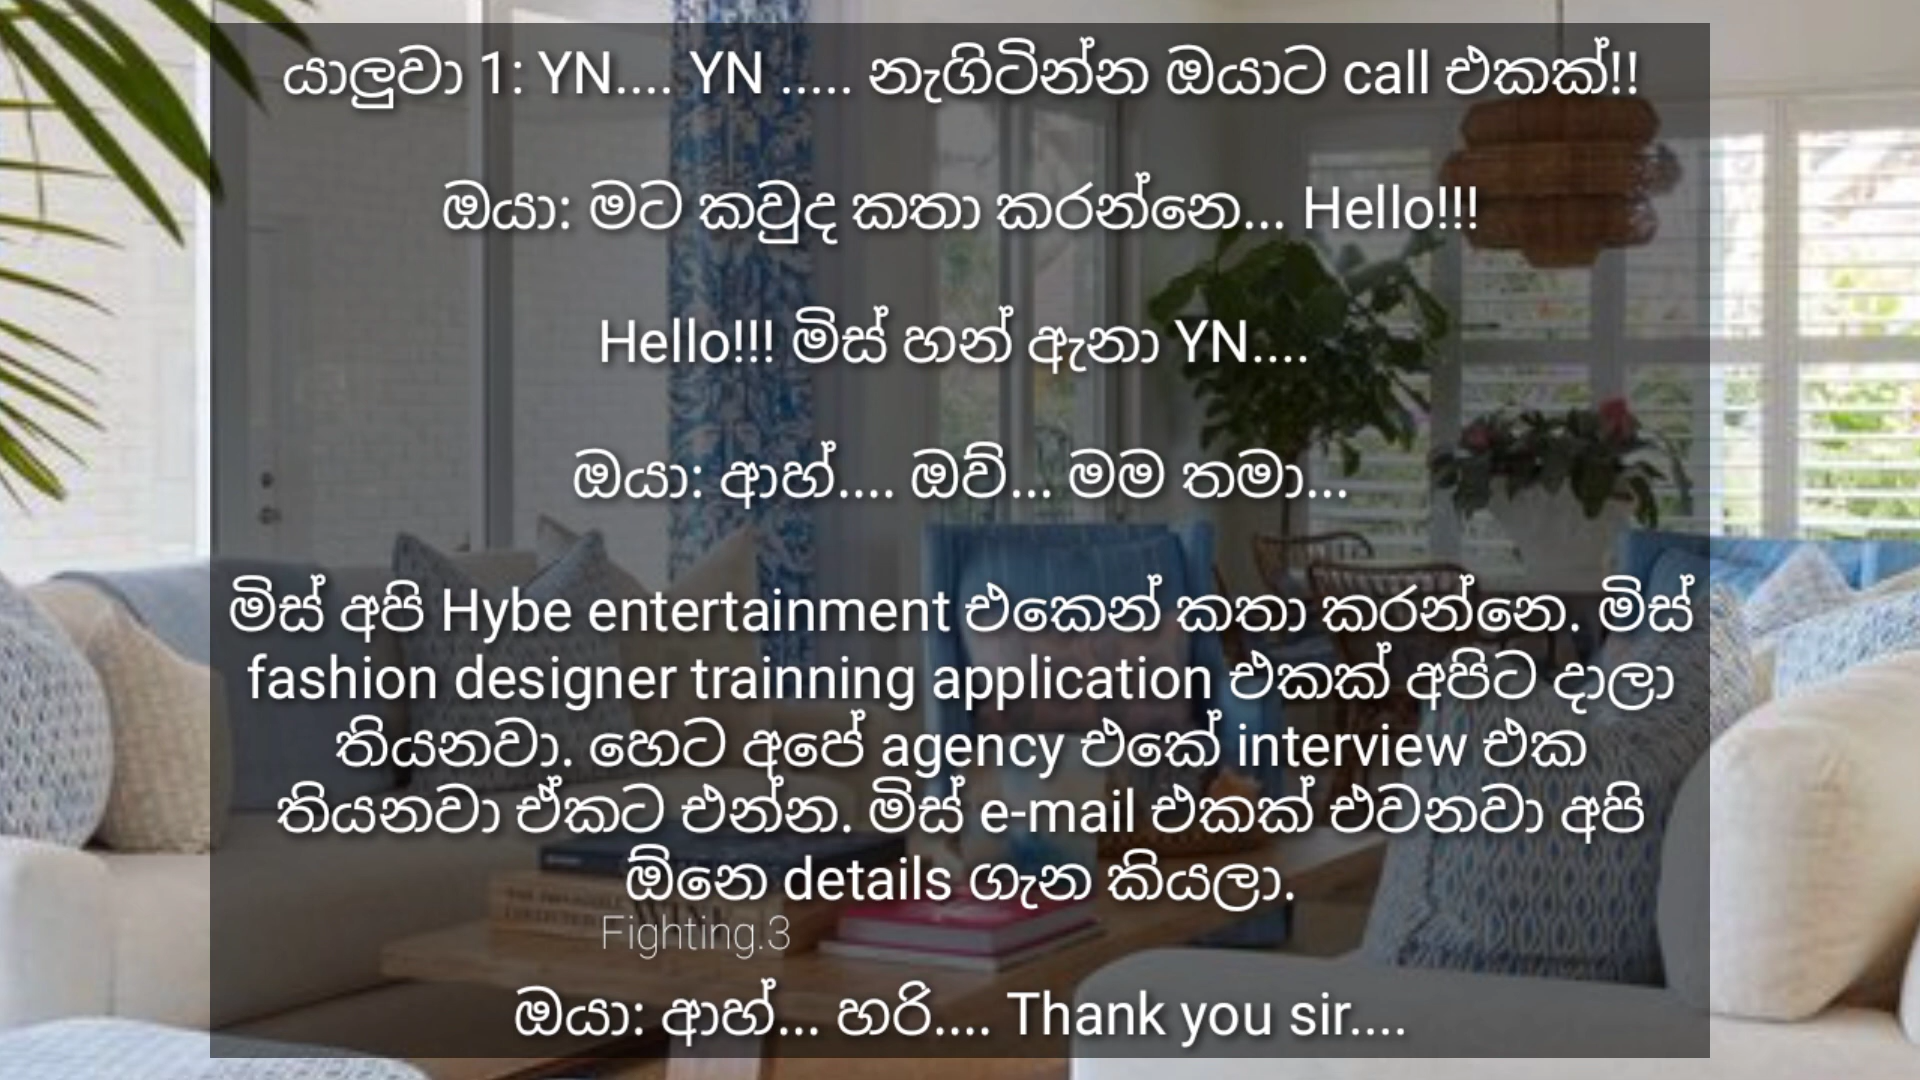 යාලුවා 1: YN.... YN ..... නැගිටින්න ඔයාට call එකක්!!
ඔයා: මට කවුද කතා කරන්නෙ... Hello!!!
Hello!!! මිස් හන් ඇනා YN....
ඔයා: ආහ්.... ඔව්... මම තමා...
මිස් අපි Hybe entertainment එකෙන් කතා කරන්නෙ. මිස්
fashion designer trainning application එකක් අපිට දාලා
තියනවා. හෙට අපේ agency එකේ interview එක
තියනවා ඒකට එන්න. මිස් e-mail එකක් එවනවා අපි
ඕනෙ details ගැන කියලා.
Fighting.3
ඔයා: ආහ්... හරි.... Thank you sir....